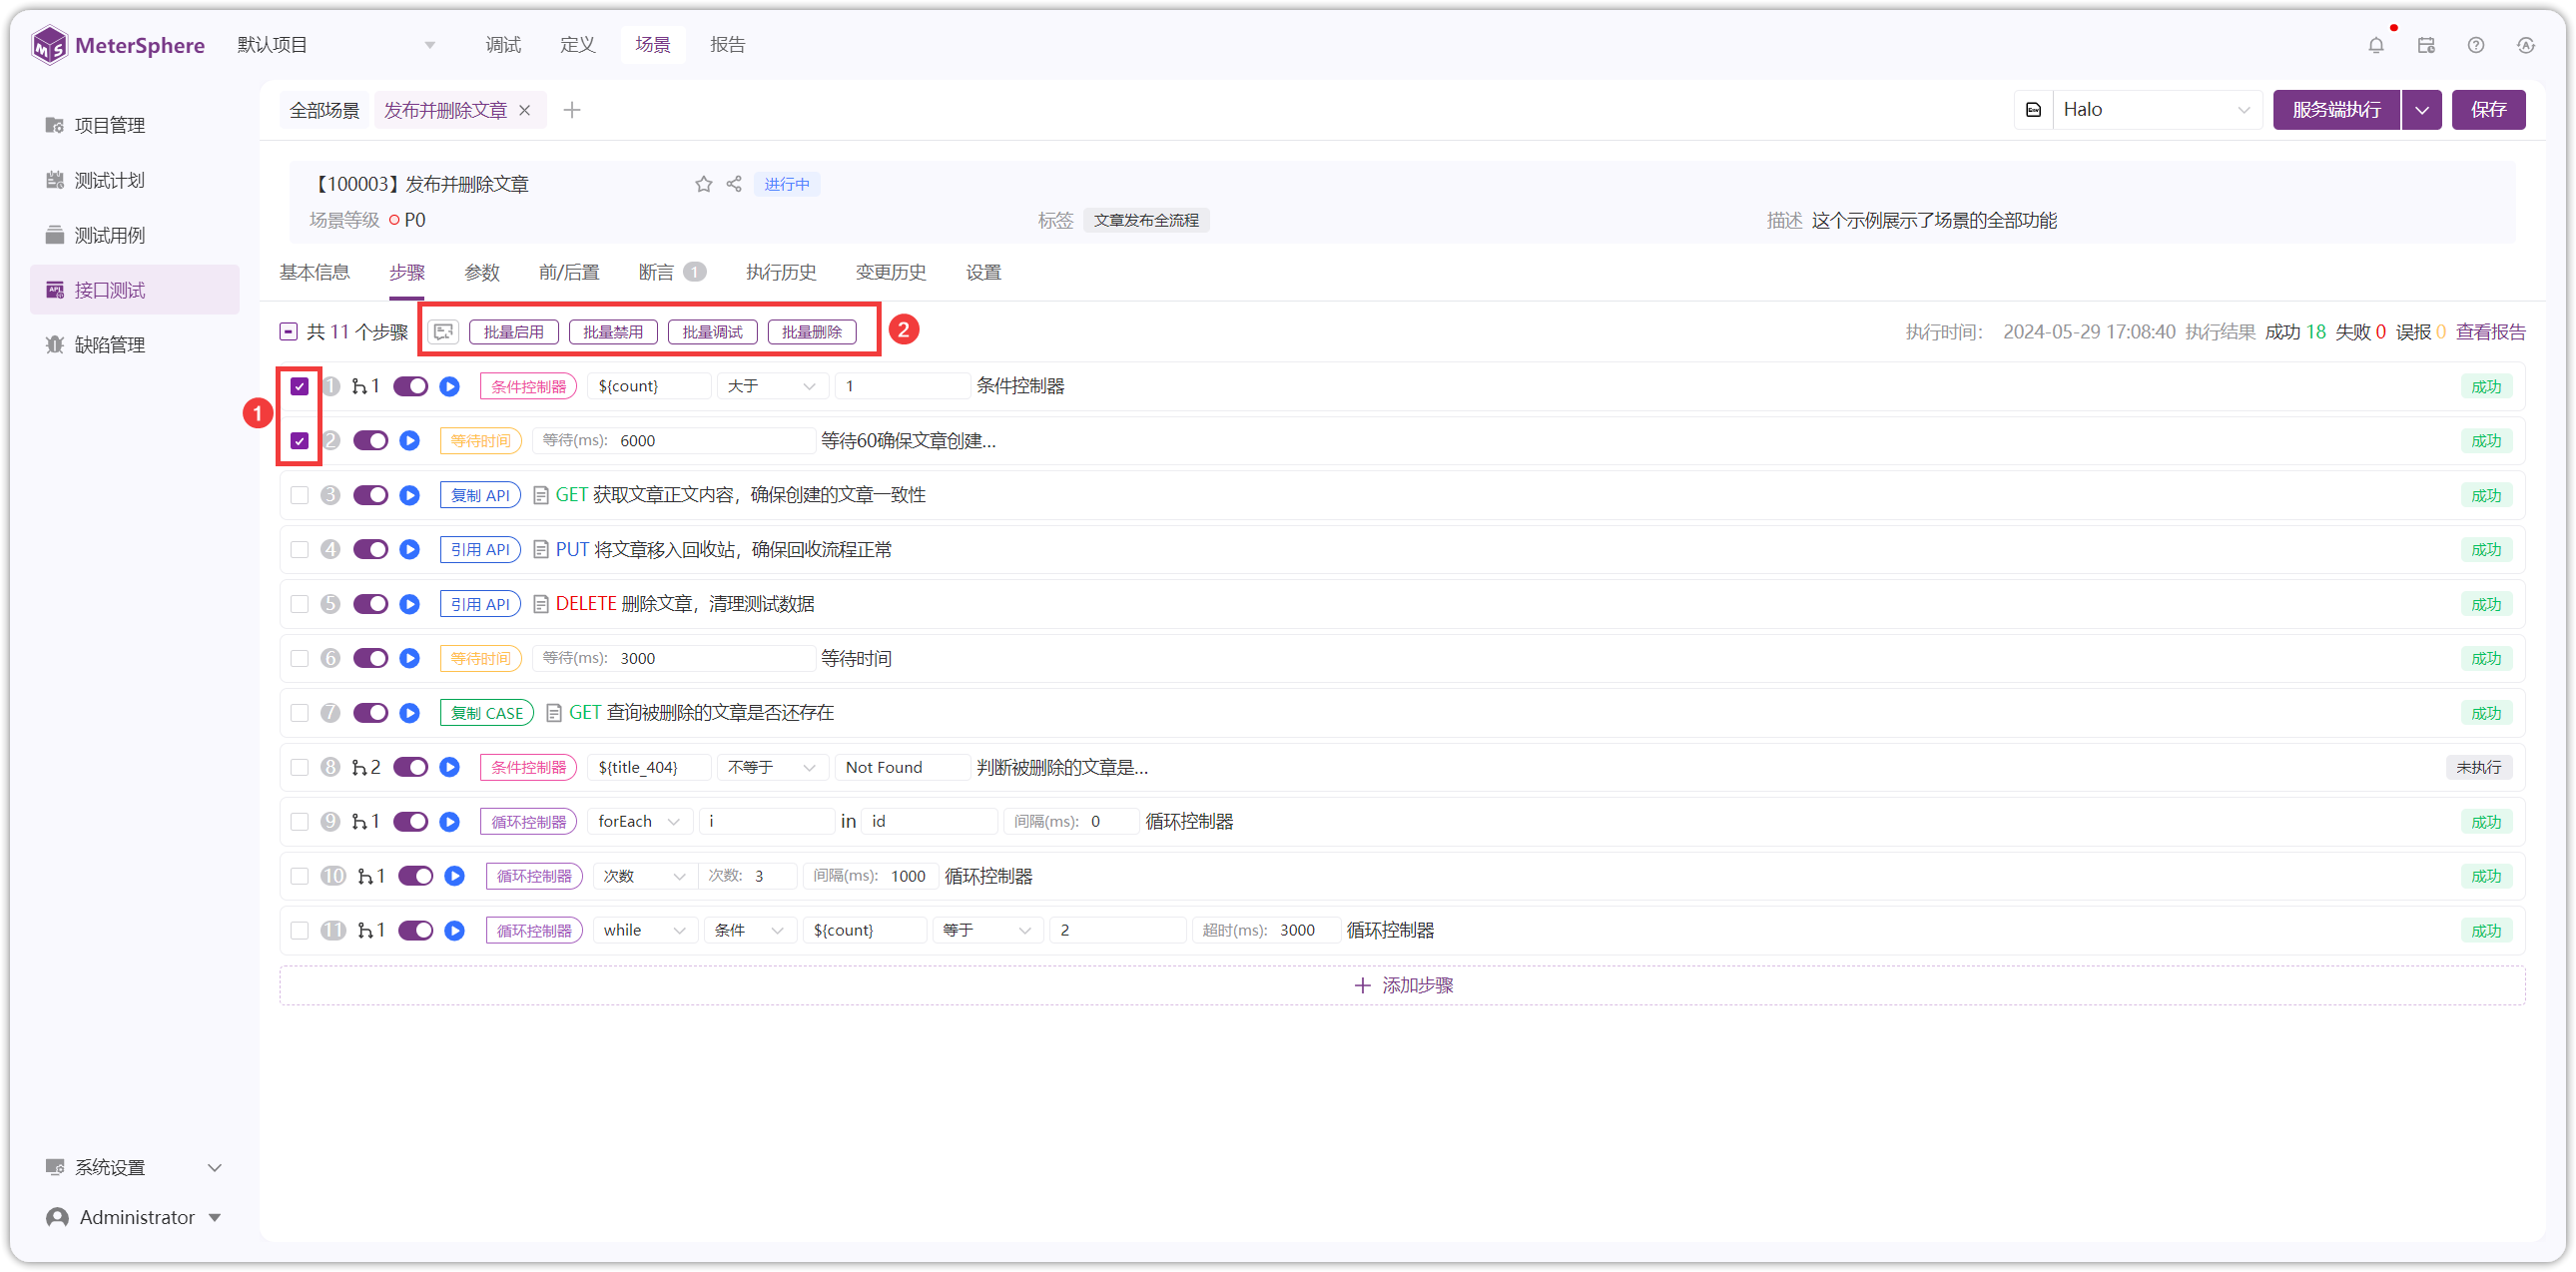 MeterSphere 默认项目 调试 定义 场景 报告
项目管理
测试计划
测试用例
接口测试
缺陷管理
系统设置
Administrator
全部场景 发布并删除文章 Halo 服务端执行 保存
【100003】发布并删除文章 进行中
场景等级 P0 标签 文章发布全流程 描述 这个示例展示了场景的全部功能
基本信息 步骤 参数 前/后置 断言 1 执行历史 变更历史 设置
共 11 个步骤 批量启用 批量禁用 批量调试 批量删除 2 执行时间： 2024-05-29 17:08:40 执行结果 成功 18 失败 0 误报 0 查看报告
1
1 1 条件控制器 ${count} 大于 1 条件控制器 成功
2 等待时间 等待(ms): 6000 等待60确保文章创建... 成功
3 复制 API GET 获取文章正文内容，确保创建的文章一致性 成功
4 引用 API PUT 将文章移入回收站，确保回收流程正常 成功
5 引用 API DELETE 删除文章，清理测试数据 成功
6 等待时间 等待(ms): 3000 等待时间 成功
7 复制 CASE GET 查询被删除的文章是否还存在 成功
8 2 条件控制器 ${title_404} 不等于 Not Found 判断被删除的文章是... 未执行
9 1 循环控制器 forEach i in id 间隔(ms): 0 循环控制器 成功
10 1 循环控制器 次数 次数: 3 间隔(ms): 1000 循环控制器 成功
11 1 循环控制器 while 条件 ${count} 等于 2 超时(ms): 3000 循环控制器 成功
添加步骤